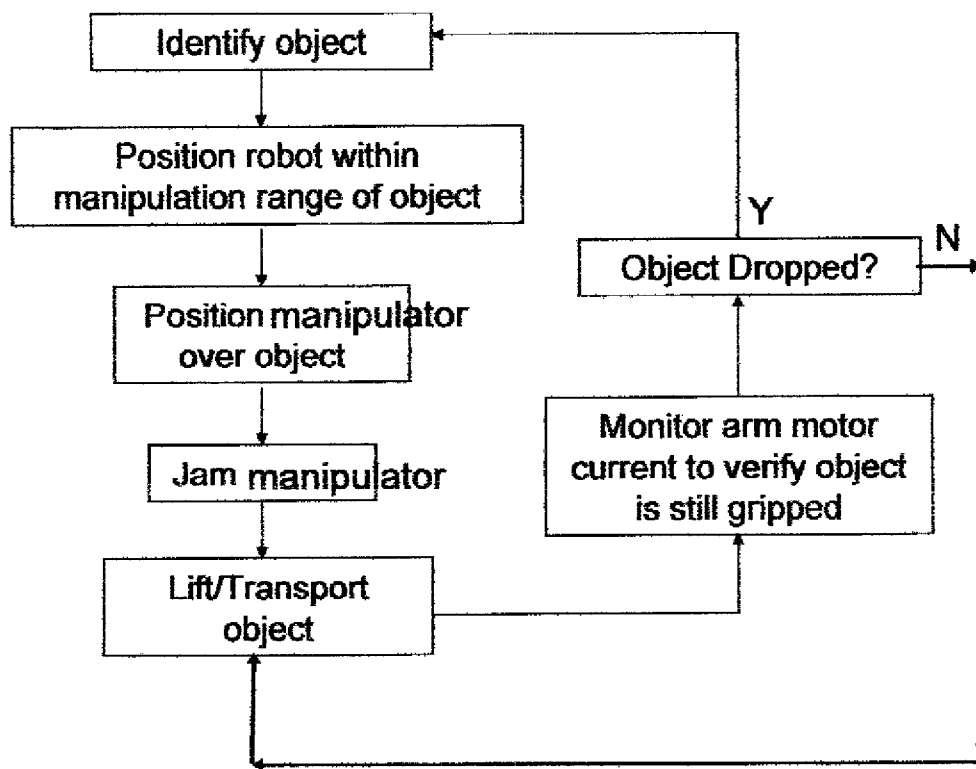 Identify object
Position robot within
manipulation range of object
Position manipulator
over object
Jam manipulator
Lift/Transport
object
Y
N
Object Dropped?
Monitor arm motor
current to verify object
is still gripped